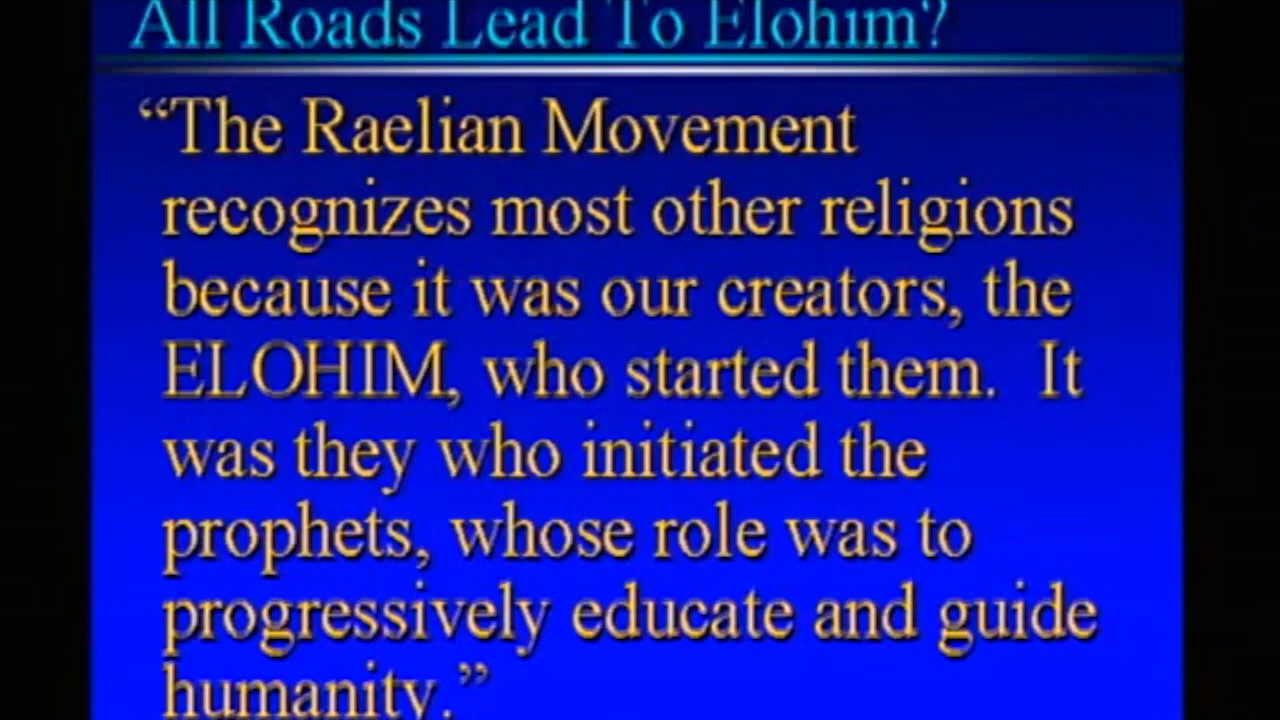 All Roads Lead To Elohim?
“The Raelian Movement
recognizes most other religions
because it was our creators, the
ELOHIM, who started them.  It
was they who initiated the
prophets, whose role was to
progressively educate and guide
humanity.”